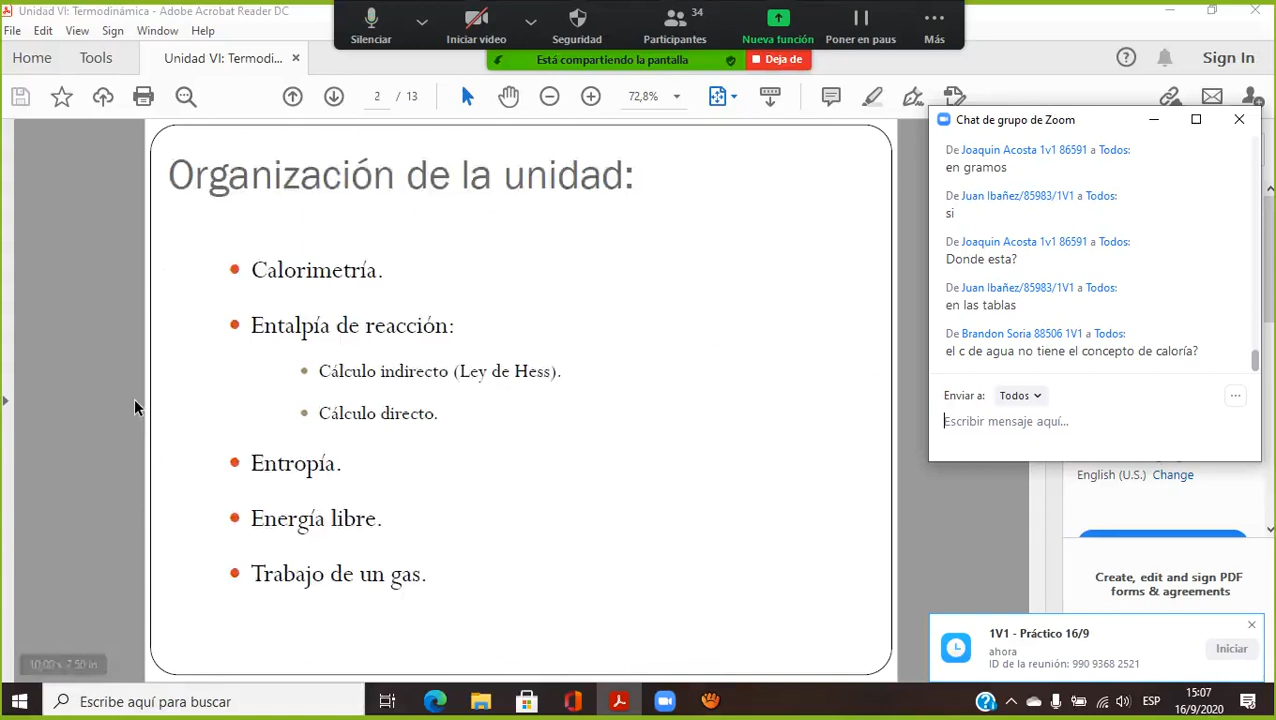 Unidad VI: Termodinámica - Adobe Acrobat Reader DC
File Edit View Sign Window Help
Silenciar
Iniciar video
Seguridad
34
Participantes
Nueva función
Poner en paus
Más
Está compartiendo la pantalla
Deja de
Home
Tools
Unidad VI: Termodi...
Sign In
2 / 13
72,8%
Organización de la unidad:
Calorimetría.
Entalpía de reacción:
Cálculo indirecto (Ley de Hess).
Cálculo directo.
Entropía.
Energía libre.
Trabajo de un gas.
10,00 x 7,50 in
Chat de grupo de Zoom
De Joaquin Acosta 1v1 86591 a Todos:
en gramos
De Juan Ibañez/85983/1V1 a Todos:
si
De Joaquin Acosta 1v1 86591 a Todos:
Donde esta?
De Juan Ibañez/85983/1V1 a Todos:
en las tablas
De Brandon Soria 88506 1V1 a Todos:
el c de agua no tiene el concepto de caloría?
Enviar a: Todos
Escribir mensaje aquí...
English (U.S.) Change
Create, edit and sign PDF
forms & agreements
1V1 - Práctico 16/9
ahora
ID de la reunión: 990 9368 2521
Iniciar
Escribe aquí para buscar
ESP
15:07
16/9/2020